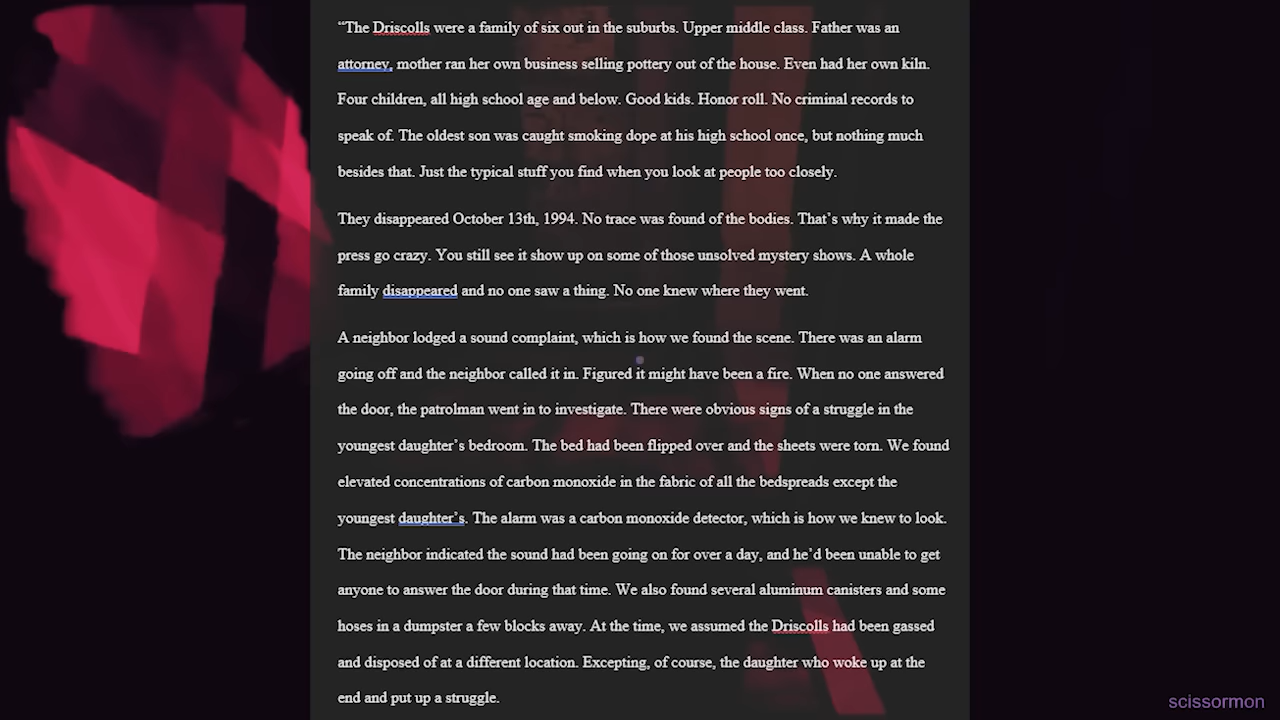 “The Driscolls were a family of six out in the suburbs. Upper middle class. Father was an
attorney, mother ran her own business selling pottery out of the house. Even had her own kiln.
Four children, all high school age and below. Good kids. Honor roll. No criminal records to
speak of. The oldest son was caught smoking dope at his high school once, but nothing much
besides that. Just the typical stuff you find when you look at people too closely.
They disappeared October 13th, 1994. No trace was found of the bodies. That’s why it made the
press go crazy. You still see it show up on some of those unsolved mystery shows. A whole
family disappeared and no one saw a thing. No one knew where they went.
A neighbor lodged a sound complaint, which is how we found the scene. There was an alarm
going off and the neighbor called it in. Figured it might have been a fire. When no one answered
the door, the patrolman went in to investigate. There were obvious signs of a struggle in the
youngest daughter’s bedroom. The bed had been flipped over and the sheets were torn. We found
elevated concentrations of carbon monoxide in the fabric of all the bedspreads except the
youngest daughter’s. The alarm was a carbon monoxide detector, which is how we knew to look.
The neighbor indicated the sound had been going on for over a day, and he’d been unable to get
anyone to answer the door during that time. We also found several aluminum canisters and some
hoses in a dumpster a few blocks away. At the time, we assumed the Driscolls had been gassed
and disposed of at a different location. Excepting, of course, the daughter who woke up at the
end and put up a struggle.
scissormon